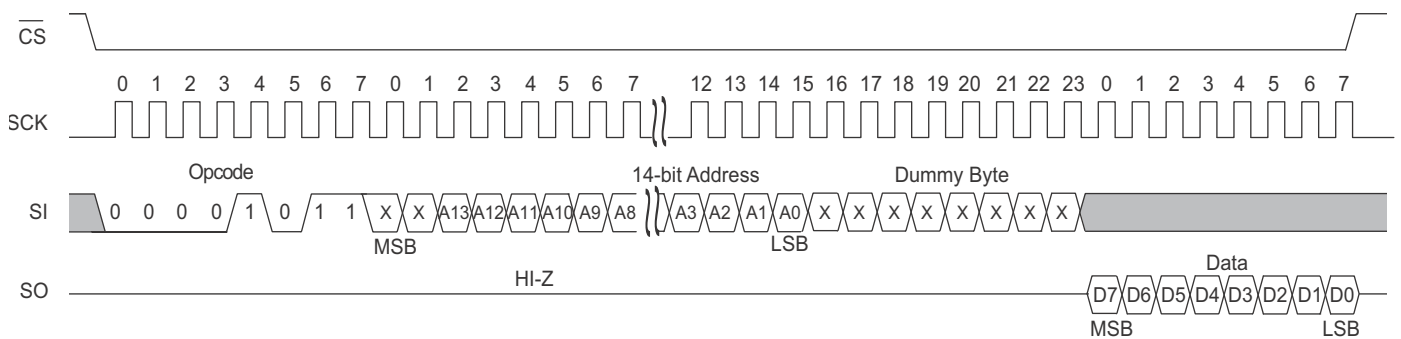 CS
0 1 2 3 4 5 6 7 0 1 2 3 4 5 6 7 12 13 14 15 16 17 18 19 20 21 22 23 0 1 2 3 4 5 6 7
SCK
Opcode 14-bit Address Dummy Byte
SI 0 0 0 0 1 0 1 1 X X A13 A12 A11 A10 A9 A8 A3 A2 A1 A0 X X X X X X X X
MSB LSB
HI-Z Data
SO D7 D6 D5 D4 D3 D2 D1 D0
MSB LSB